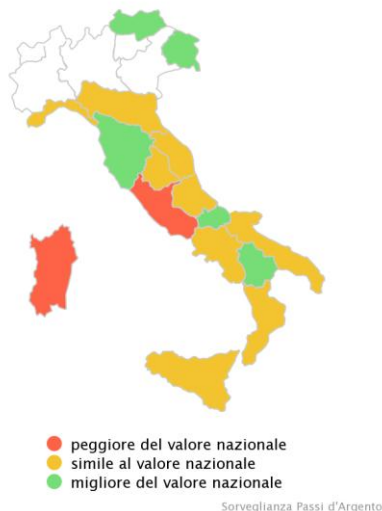 peggiore del valore nazionale
simile al valore nazionale
migliore del valore nazionale
Sorveglianza Passi d'Argento